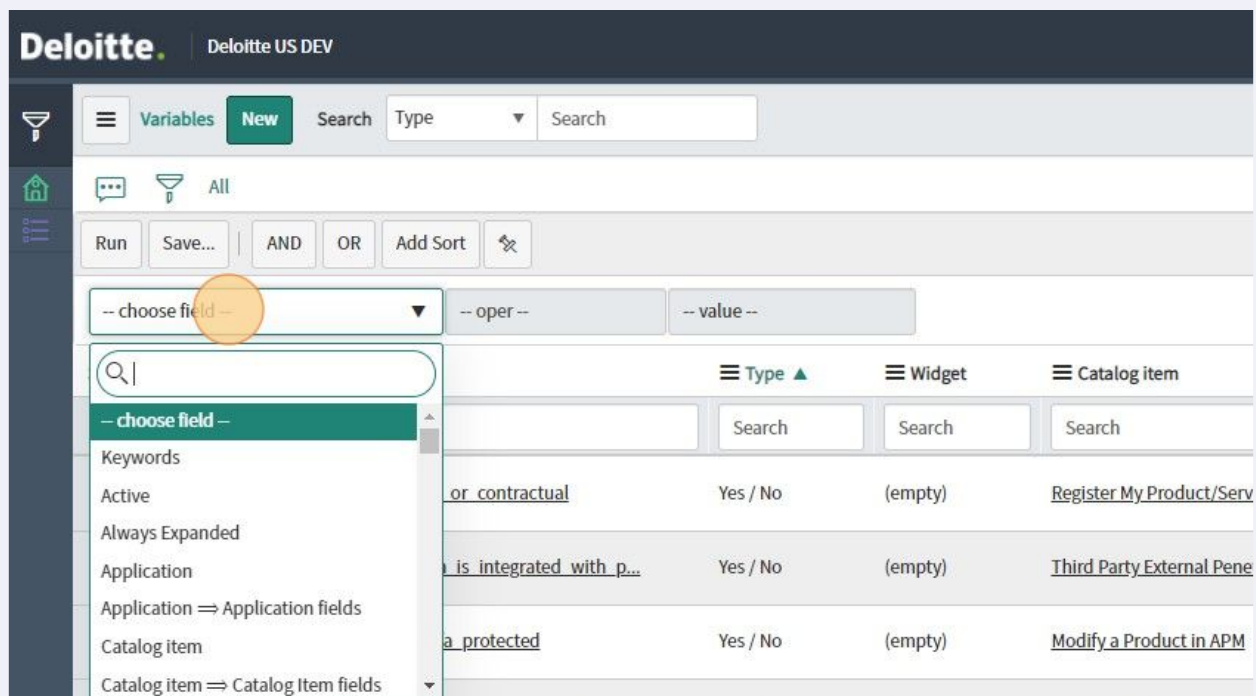 Deloitte. Deloitte US DEV
Variables New Search Type Search
All
Run Save... AND OR Add Sort
-- choose field -- -- oper -- -- value --
Type Widget Catalog item
-- choose field -- Search Search Search
Keywords
or contractual Yes / No (empty) Register My Product/Serv
Active
Always Expanded
is integrated with p... Yes / No (empty) Third Party External Pene
Application
Application ⇒ Application fields
Catalog item
a protected Yes / No (empty) Modify a Product in APM
Catalog item ⇒ Catalog Item fields